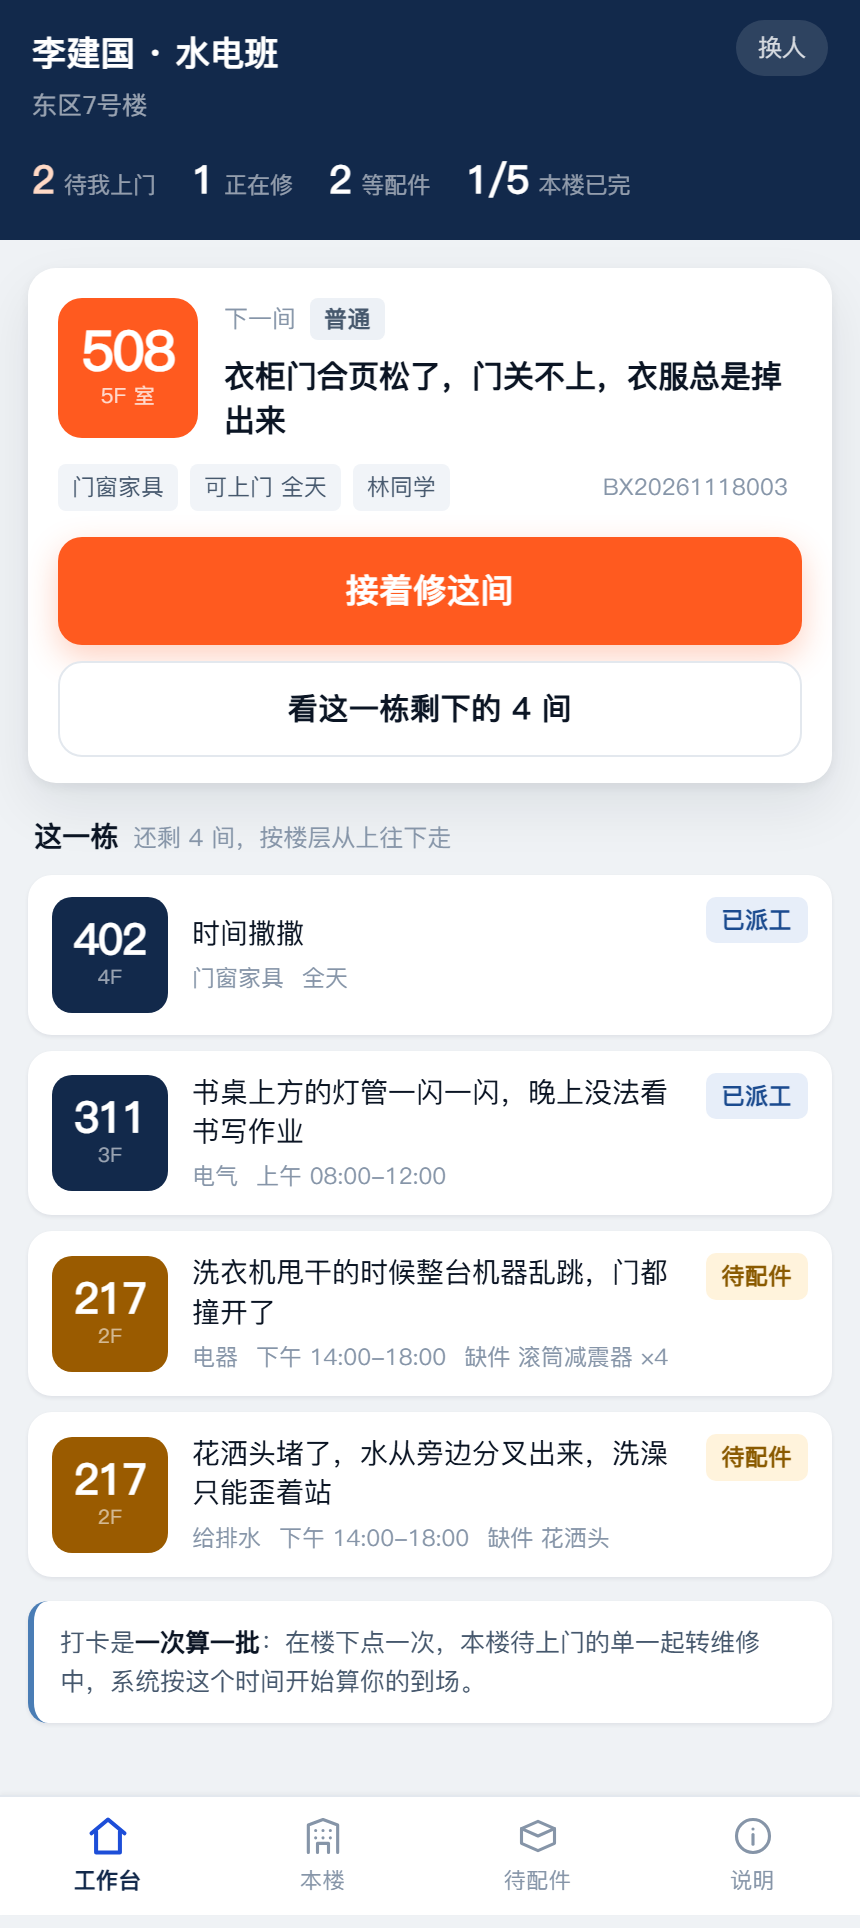 李建国 · 水电班
换人
东区7号楼
2 待我上门 1 正在修 2 等配件 1/5 本楼已完
508
5F 室
下一间 普通
衣柜门合页松了，门关不上，衣服总是掉
出来
门窗家具 可上门 全天 林同学 BX20261118003
接着修这间
看这一栋剩下的 4 间
这一栋 还剩 4 间，按楼层从上往下走
402
4F
时间撒撒
门窗家具 全天
已派工
311
3F
书桌上方的灯管一闪一闪，晚上没法看
书写作业
电气 上午 08:00–12:00
已派工
217
2F
洗衣机甩干的时候整台机器乱跳，门都
撞开了
电器 下午 14:00–18:00 缺件 滚筒减震器 ×4
待配件
217
2F
花洒头堵了，水从旁边分叉出来，洗澡
只能歪着站
给排水 下午 14:00–18:00 缺件 花洒头
待配件
打卡是一次算一批：在楼下点一次，本楼待上门的单一起转维修
中，系统按这个时间开始算你的到场。
工作台 本楼 待配件 说明